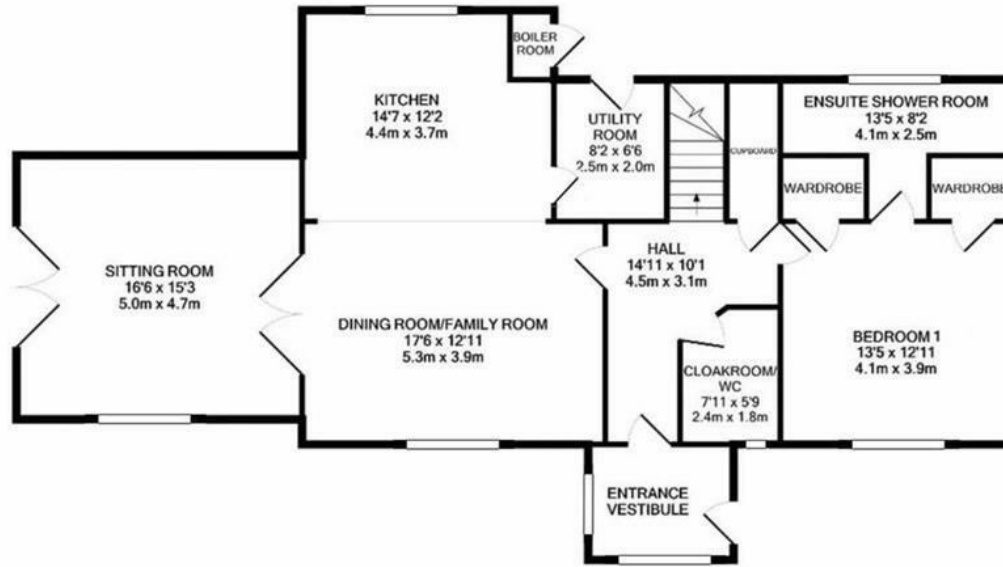 BOILER
ROOM
KITCHEN
14'7 x 12'2
4.4m x 3.7m
UTILITY
ROOM
8'2 x 6'6
2.5m x 2.0m
CUPBOARD
ENSUITE SHOWER ROOM
13'5 x 8'2
4.1m x 2.5m
WARDROBE
WARDROBE
SITTING ROOM
16'6 x 15'3
5.0m x 4.7m
HALL
14'11 x 10'1
4.5m x 3.1m
DINING ROOM/FAMILY ROOM
17'6 x 12'11
5.3m x 3.9m
BEDROOM 1
13'5 x 12'11
4.1m x 3.9m
CLOAKROOM/
WC
7'11 x 5'9
2.4m x 1.8m
ENTRANCE
VESTIBULE